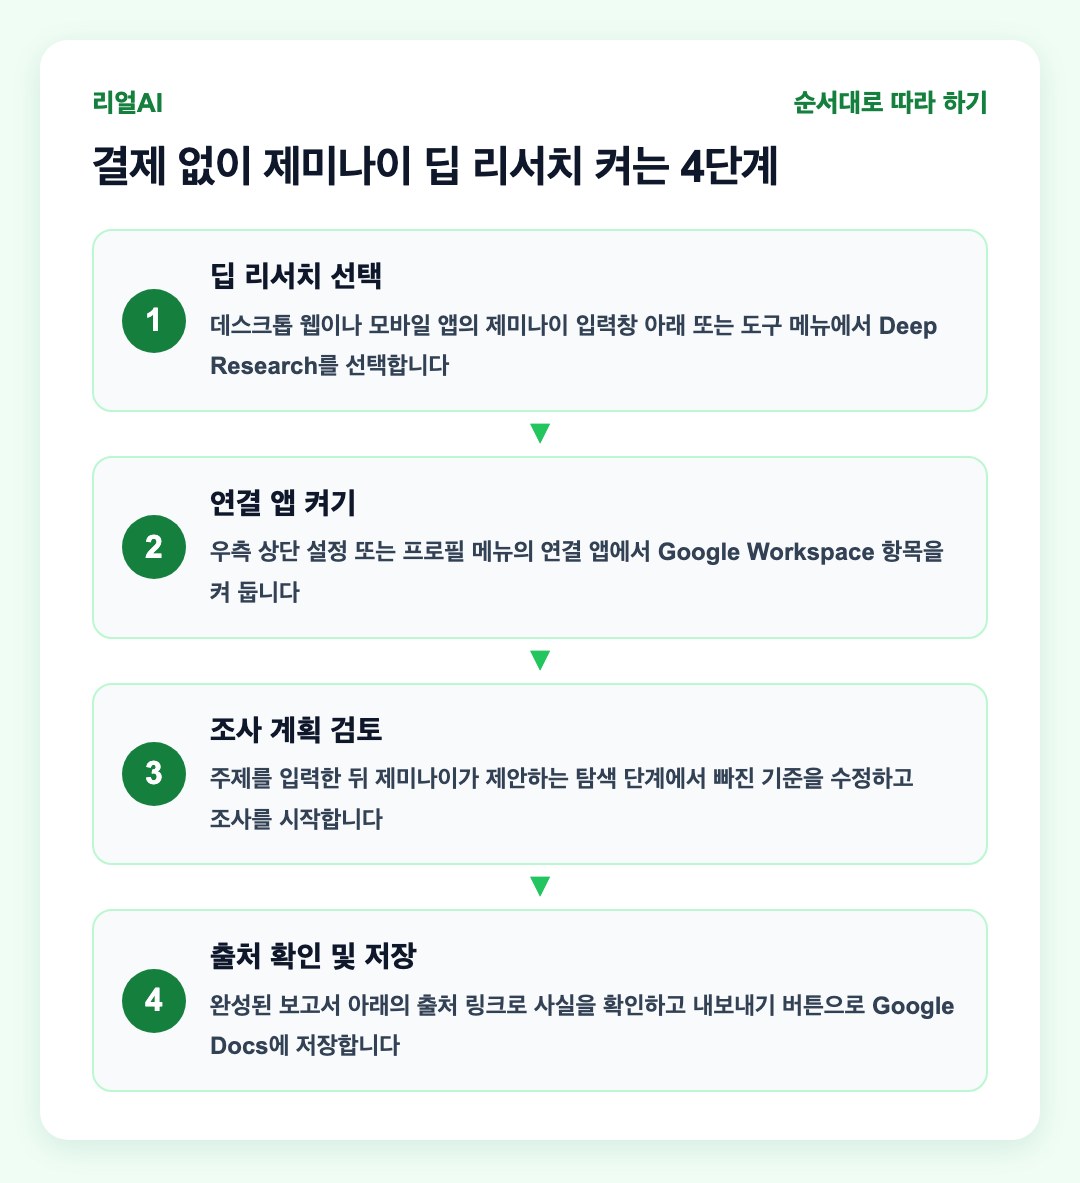 리얼AI
순서대로 따라 하기
결제 없이 제미나이 딥 리서치 켜는 4단계
1
딥 리서치 선택
데스크톱 웹이나 모바일 앱의 제미나이 입력창 아래 또는 도구 메뉴에서 Deep
Research를 선택합니다
▼
2
연결 앱 켜기
우측 상단 설정 또는 프로필 메뉴의 연결 앱에서 Google Workspace 항목을
켜 둡니다
▼
3
조사 계획 검토
주제를 입력한 뒤 제미나이가 제안하는 탐색 단계에서 빠진 기준을 수정하고
조사를 시작합니다
▼
4
출처 확인 및 저장
완성된 보고서 아래의 출처 링크로 사실을 확인하고 내보내기 버튼으로 Google
Docs에 저장합니다